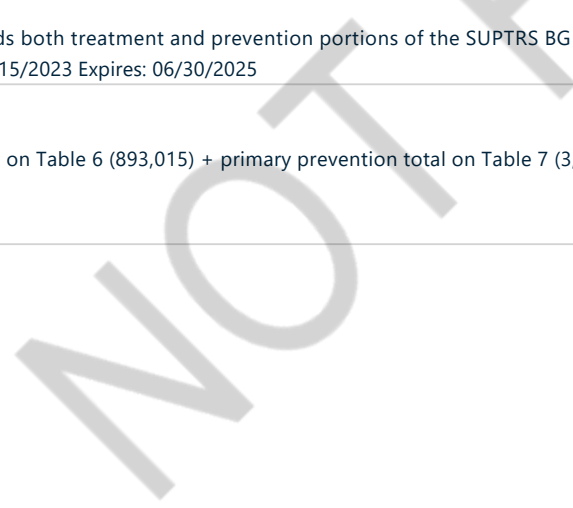 ds both treatment and prevention portions of the SUPTRS BG
15/2023 Expires: 06/30/2025
on Table 6 (893,015) + primary prevention total on Table 7 (3,
NOT